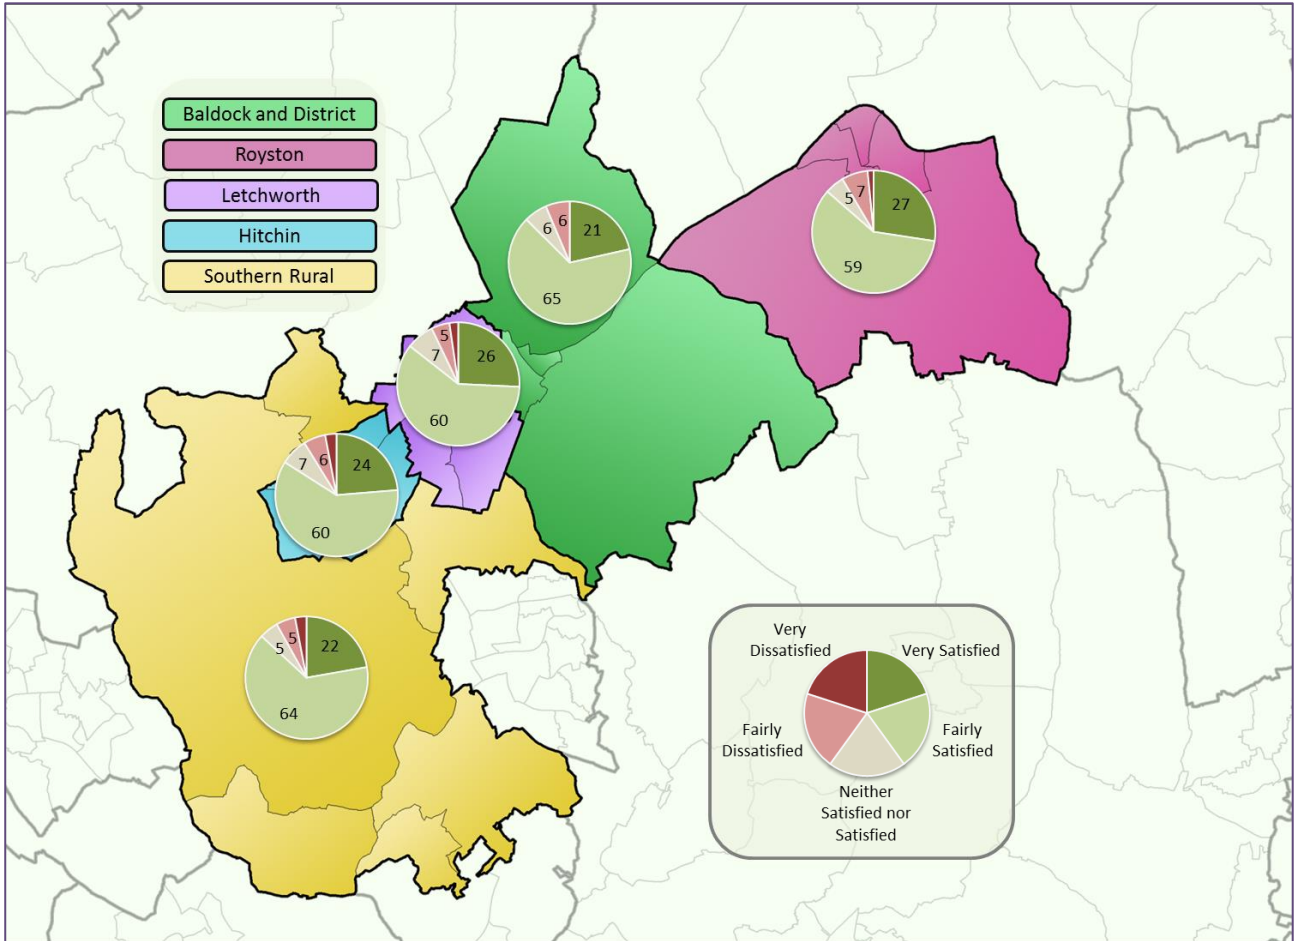 Baldock and District
Royston
Letchworth
Hitchin
Southern Rural
7
5
27
59
6
6
21
65
5
7
26
60
6
7
24
60
5
5
22
64
Very
Dissatisfied
Very Satisfied
Fairly
Dissatisfied
Fairly
Satisfied
Neither
Satisfied nor
Satisfied